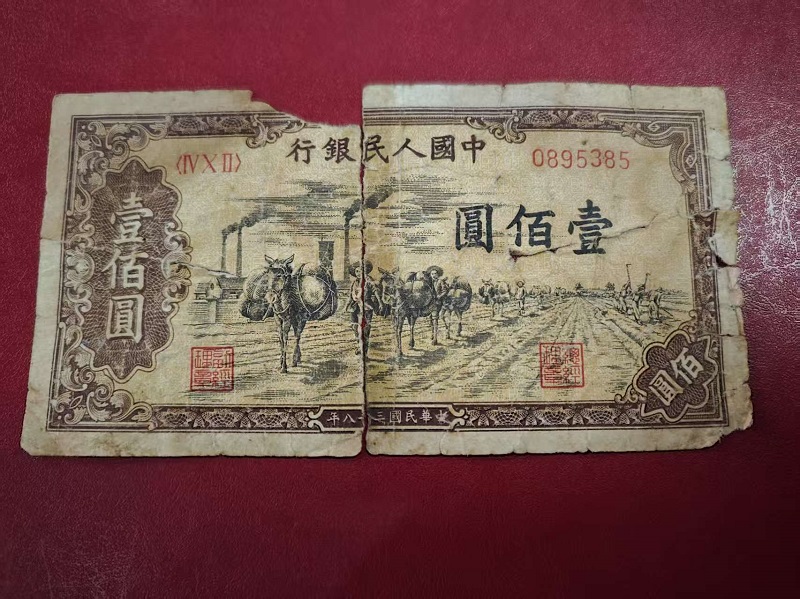 中國人民銀行
〈ⅣⅩⅡ〉
0895385
壹佰圓
壹佰圓
佰圓
中華民國三十八年